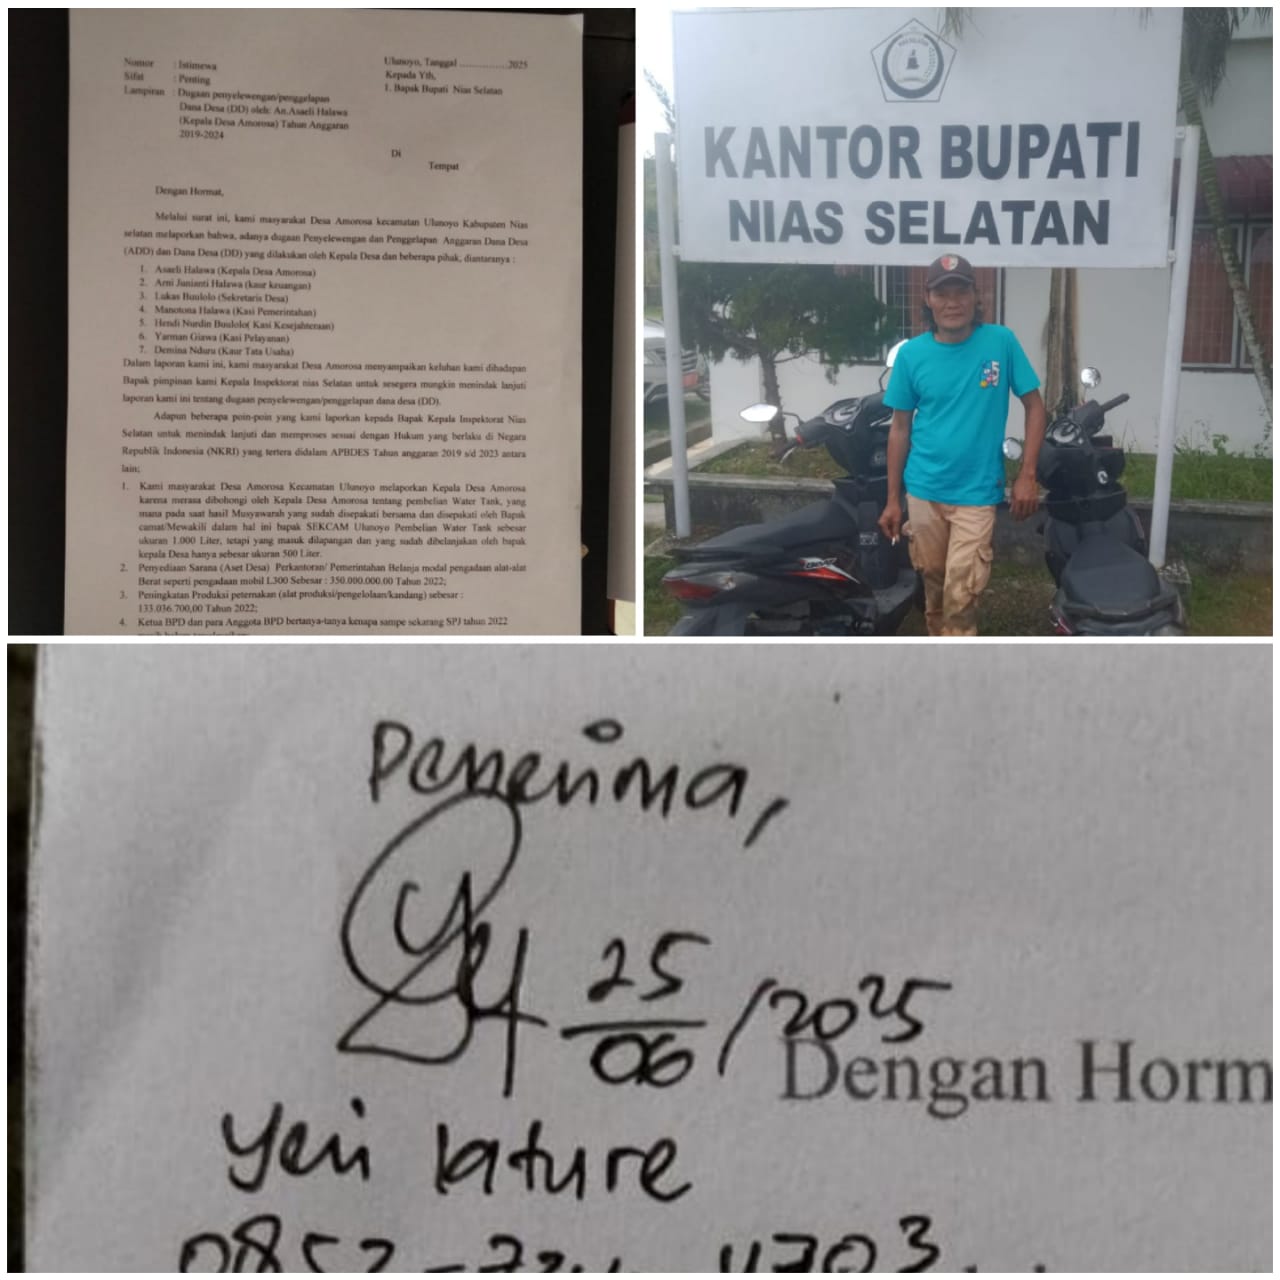 Nomor : Istimewa
Sifat : Penting
Lampiran : Dugaan penyelewengan/penggelapan
Dana Desa (DD) oleh: An.Asaeli Halawa
(Kepala Desa Amorosa) Tahun Anggaran
2019-2024
Ulunoyo, Tanggal ...............2025
Kepada Yth,
1. Bapak Bupati Nias Selatan
Di
Tempat
Dengan Hormat,
Melalui surat ini, kami masyarakat Desa Amorosa kecamatan Ulunoyo Kabupaten Nias
selatan melaporkan bahwa, adanya dugaan Penyelewengan dan Penggelapan Anggaran Dana Desa
(ADD) dan Dana Desa (DD) yang dilakukan oleh Kepala Desa dan beberapa pihak, diantaranya :
1. Asaeli Halawa (Kepala Desa Amorosa)
2. Arni Junianti Halawa (kaur keuangan)
3. Lukas Buulolo (Sekretaris Desa)
4. Manotona Halawa (Kasi Pemerintahan)
5. Hendi Nurdin Buulolo( Kasi Kesejahteraan)
6. Yarman Giawa (Kasi Pelayanan)
7. Demina Nduru (Kaur Tata Usaha)
Dalam laporan kami ini, kami masyarakat Desa Amorosa menyampaikan keluhan kami dihadapan
Bapak pimpinan kami Kepala Inspektorat nias Selatan untuk sesegera mungkin menindak lanjuti
laporan kami ini tentang dugaan penyelewengan/penggelapan dana desa (DD).
Adapun beberapa poin-poin yang kami laporkan kepada Bapak Kepala Inspektorat Nias
Selatan untuk menindak lanjuti dan memproses sesuai dengan Hukum yang berlaku di Negara
Republik Indonesia (NKRI) yang tertera didalam APBDES Tahun anggaran 2019 s/d 2023 antara
lain;
1. Kami masyarakat Desa Amorosa Kecamatan Ulunoyo melaporkan Kepala Desa Amorosa
karena merasa dibohongi oleh Kepala Desa Amorosa tentang pembelian Water Tank, yang
mana pada saat hasil Musyawarah yang sudah disepakati bersama dan disepakati oleh Bapak
camat/Mewakili dalam hal ini bapak SEKCAM Ulunoyo Pembelian Water Tank sebesar
ukuran 1.000 Liter, tetapi yang masuk dilapangan dan yang sudah dibelanjakan oleh bapak
kepala Desa hanya sebesar ukuran 500 Liter.
2. Penyediaan Sarana (Aset Desa) Perkantoran/ Pemerintahan Belanja modal pengadaan alat-alat
Berat seperti pengadaan mobil L300 Sebesar : 350.000.000.00 Tahun 2022;
3. Peningkatan Produksi peternakan (alat produksi/pengelolaan/kandang) sebesar :
133.036.700,00 Tahun 2022;
4. Ketua BPD dan para Anggota BPD bertanya-tanya kenapa sampe sekarang SPJ tahun 2022
KANTOR BUPATI
NIAS SELATAN
Penerima,
25/06/2025
Dengan Horm
Yeri lature